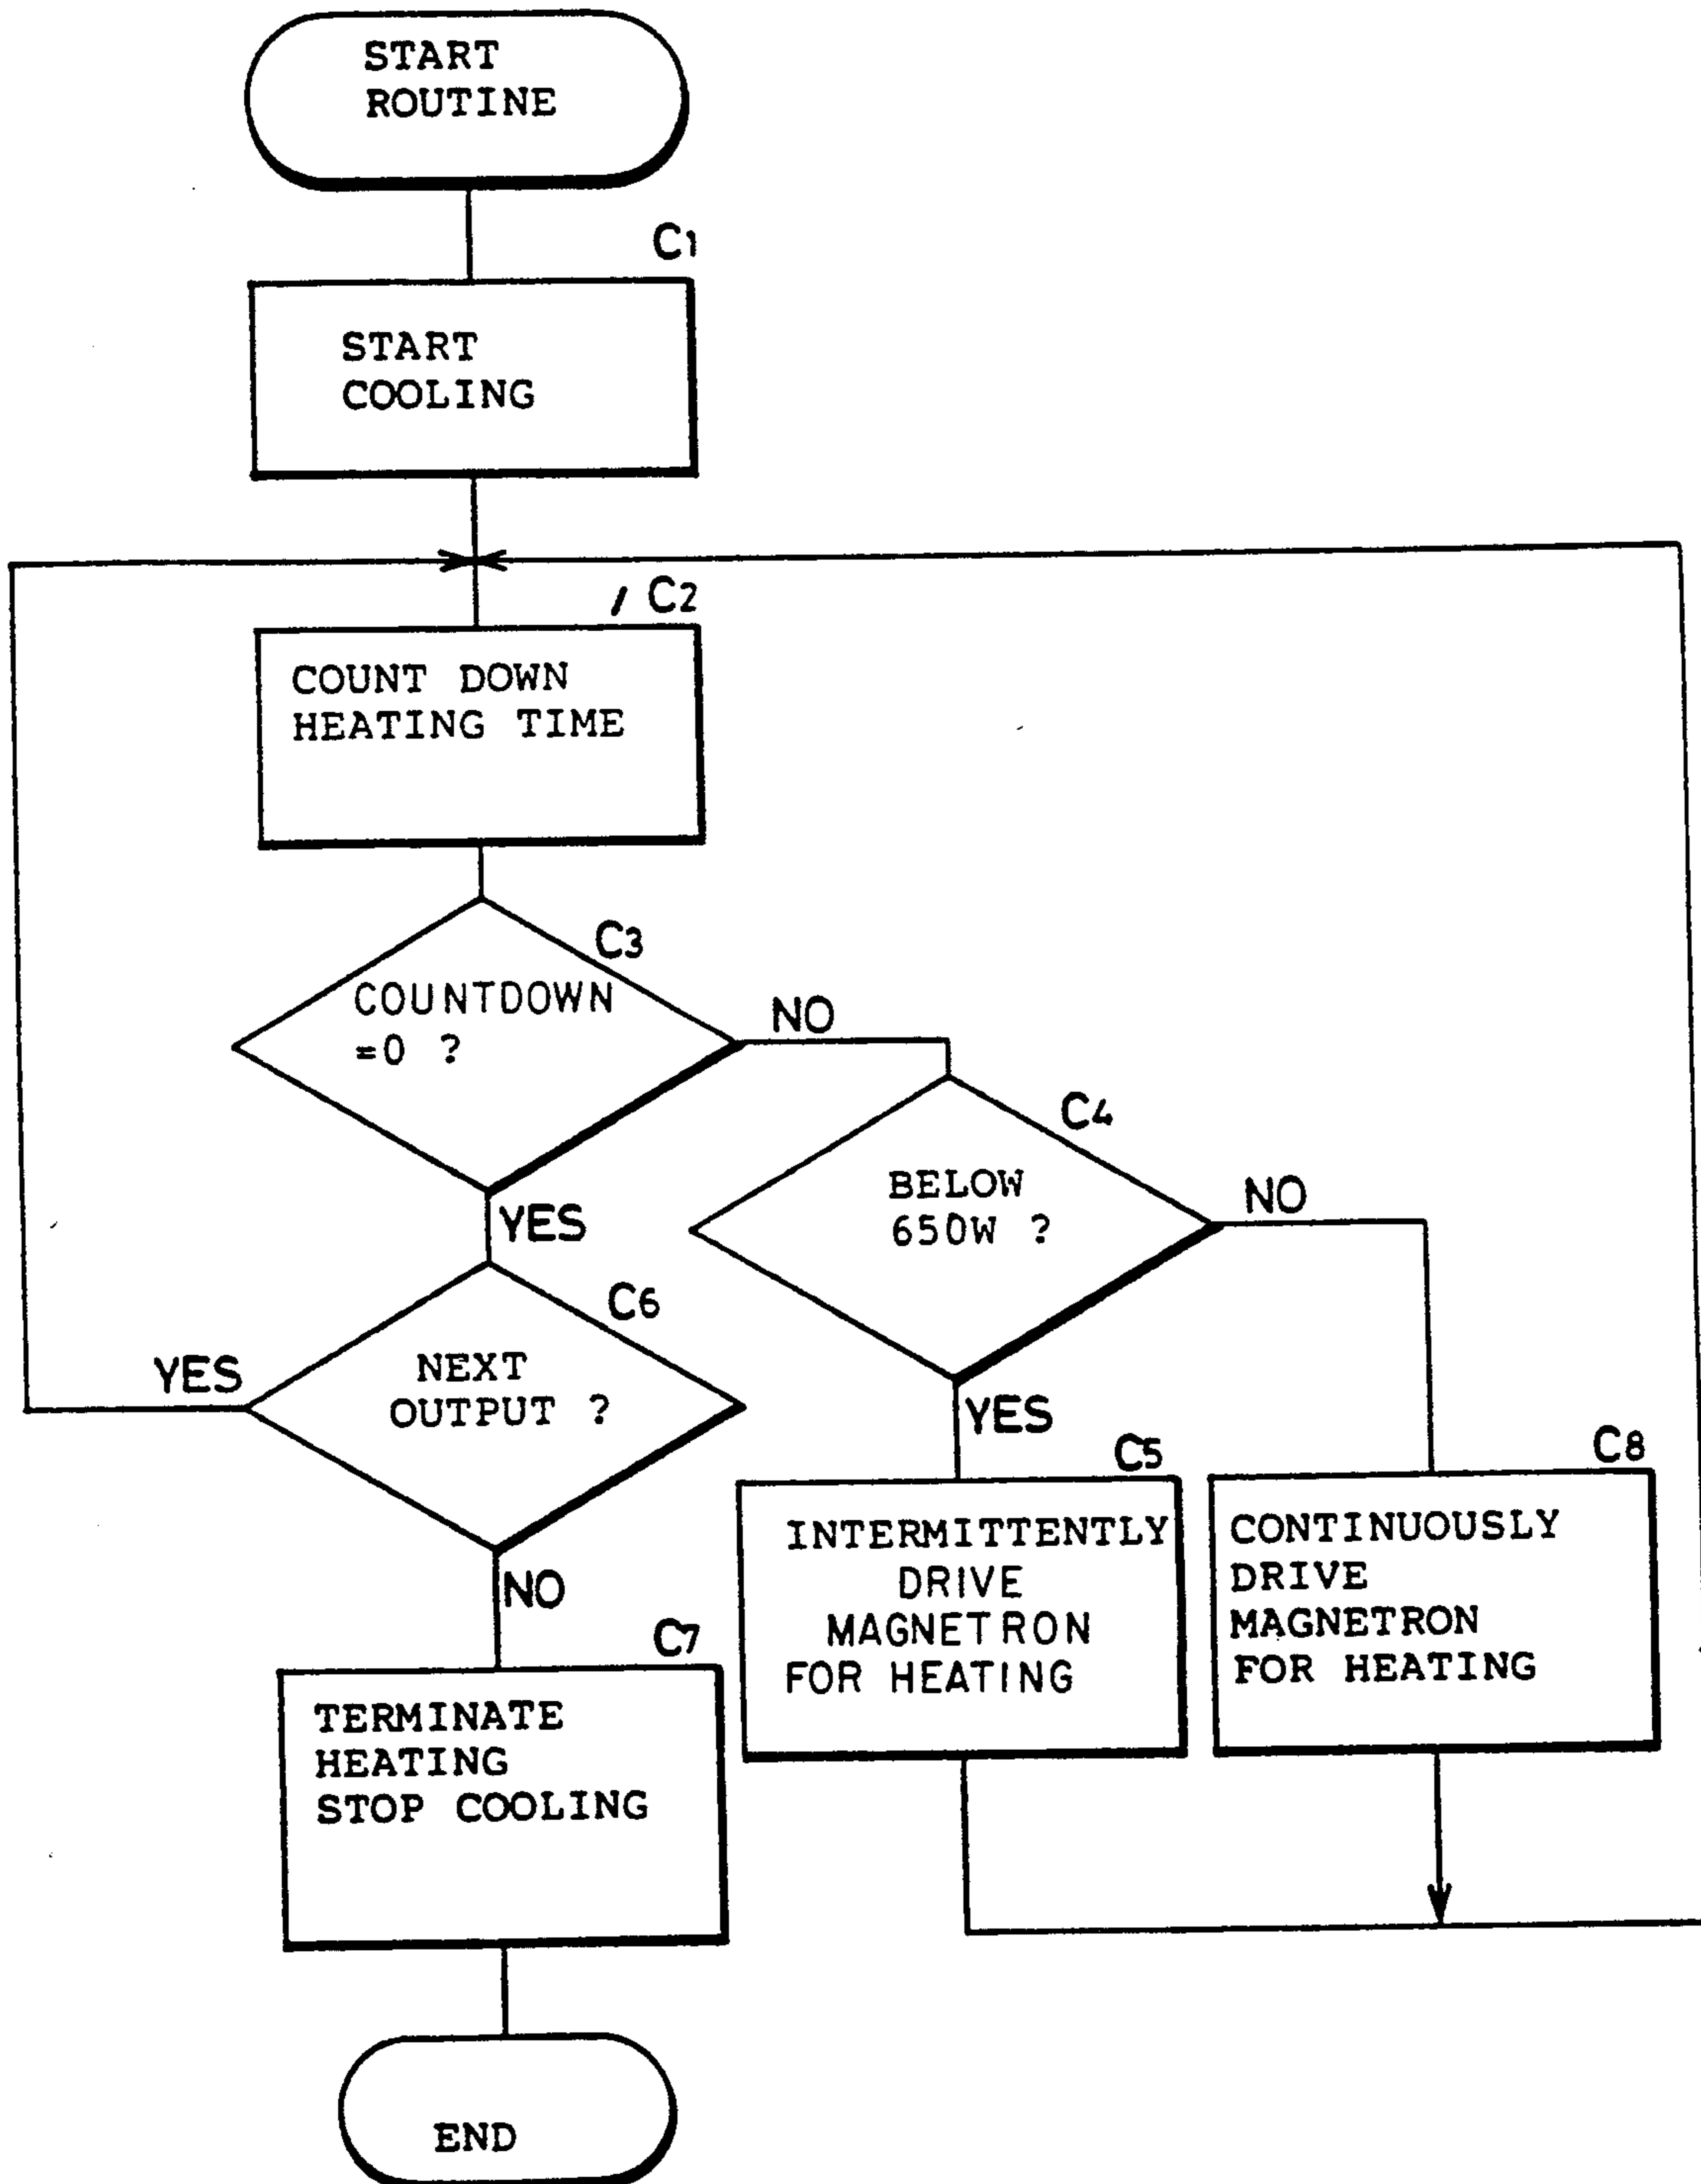 START
ROUTINE
C1
START
COOLING
C2
COUNT DOWN
HEATING TIME
C3
COUNTDOWN
=0 ?
NO
YES
C4
BELOW
650W ?
NO
YES
C6
NEXT
OUTPUT ?
YES
NO
C5
INTERMITTENTLY
DRIVE
MAGNETRON
FOR HEATING
C8
CONTINUOUSLY
DRIVE
MAGNETRON
FOR HEATING
C7
TERMINATE
HEATING
STOP COOLING
END